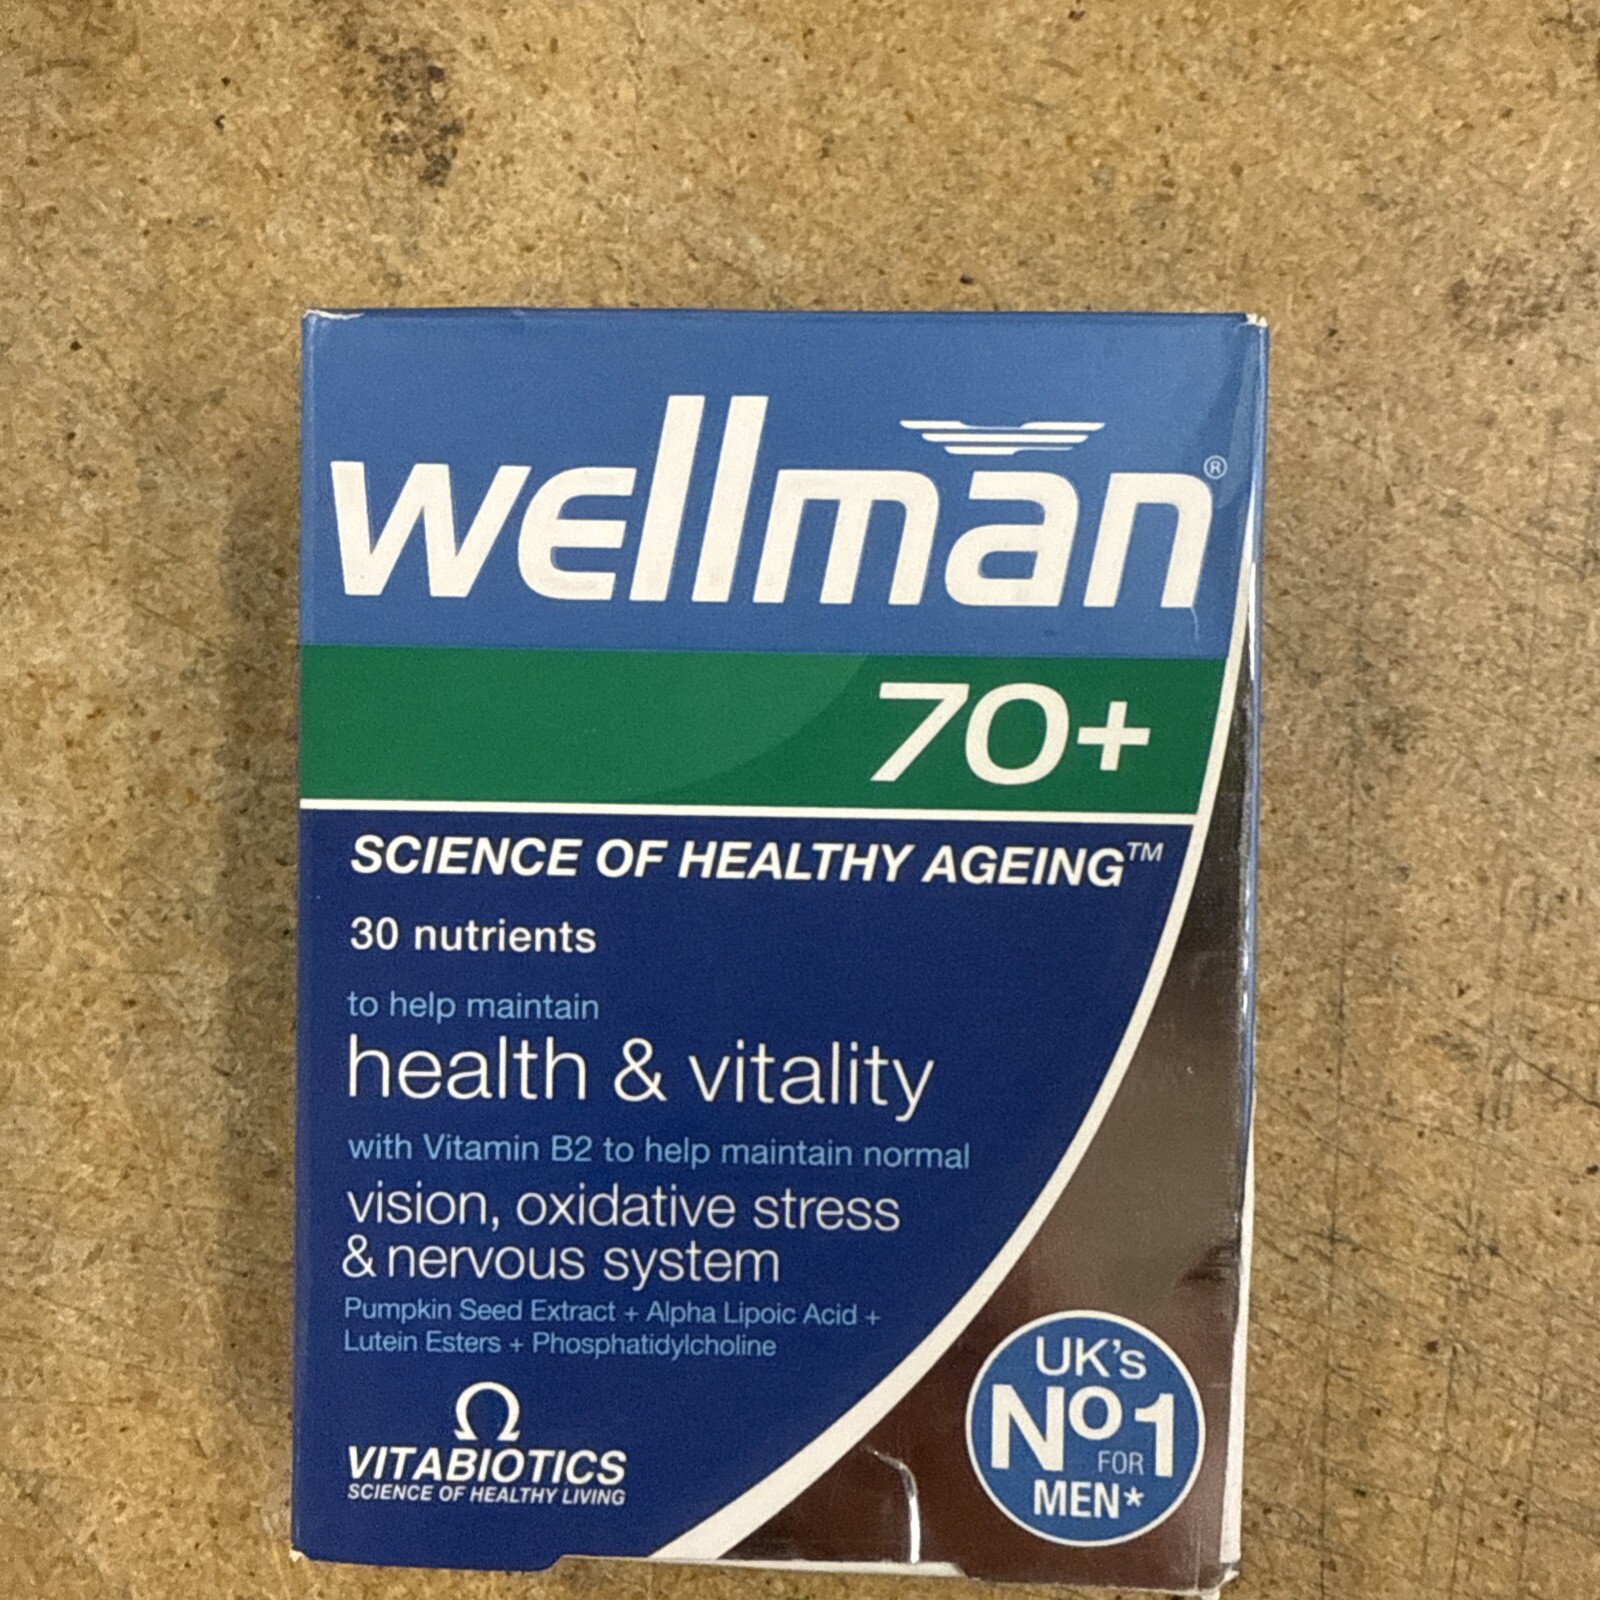 wellman®
70+
SCIENCE OF HEALTHY AGEING™
30 nutrients
to help maintain
health & vitality
with Vitamin B2 to help maintain normal
vision, oxidative stress
& nervous system
Pumpkin Seed Extract + Alpha Lipoic Acid +
Lutein Esters + Phosphatidylcholine
VITABIOTICS
SCIENCE OF HEALTHY LIVING
UK's
Nº1
FOR
MEN*